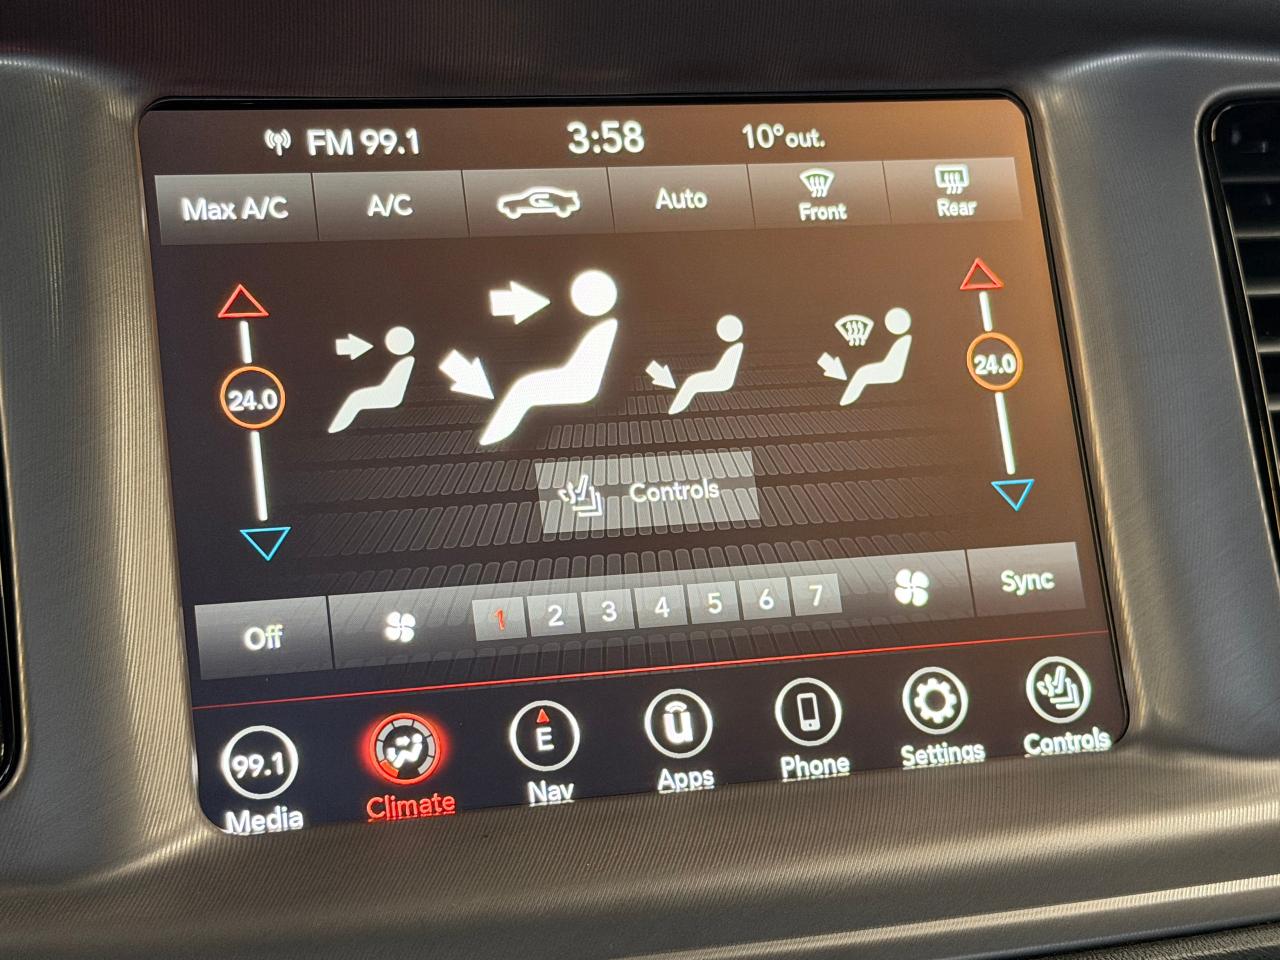 FM 99.1 3:58 10° out.
Max A/C A/C Auto Front Rear
24.0 24.0
Controls
Off 1 2 3 4 5 6 7 Sync
99.1 E
Media Climate Nav Apps Phone Settings Controls